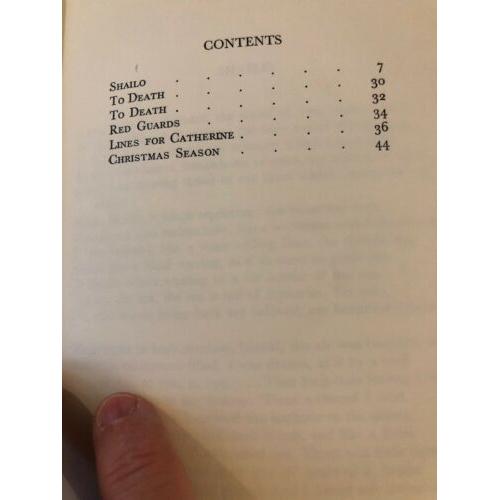 CONTENTS
SHAILO . . . . . . 7
TO DEATH . . . . . . 30
TO DEATH . . . . . . 32
RED GUARDS . . . . . 34
LINES FOR CATHERINE . . . . 36
CHRISTMAS SEASON . . . . 44